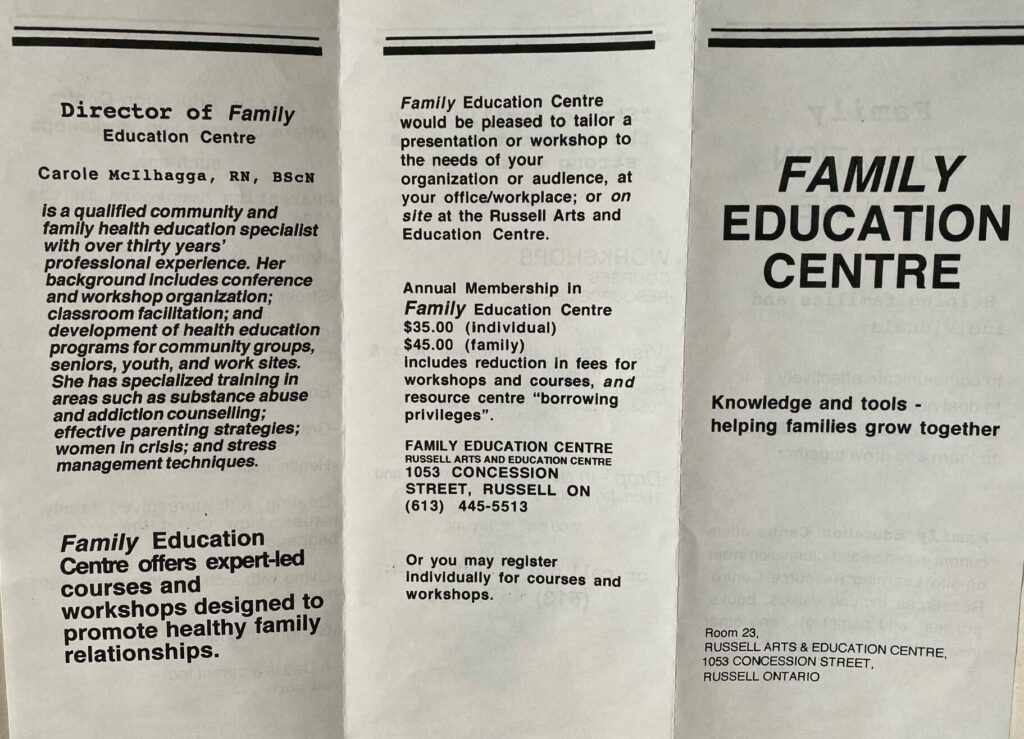 Director of Family
Education Centre
Carole McIlhagga, RN, BScN
is a qualified community and
family health education specialist
with over thirty years'
professional experience. Her
background includes conference
and workshop organization;
classroom facilitation; and
development of health education
programs for community groups,
seniors, youth, and work sites.
She has specialized training in
areas such as substance abuse
and addiction counselling;
effective parenting strategies;
women in crisis; and stress
management techniques.
Family Education
Centre offers expert-led
courses and
workshops designed to
promote healthy family
relationships.
Family Education Centre
would be pleased to tailor a
presentation or workshop to
the needs of your
organization or audience, at
your office/workplace; or on
site at the Russell Arts and
Education Centre.
Annual Membership in
Family Education Centre
$35.00 (individual)
$45.00 (family)
includes reduction in fees for
workshops and courses, and
resource centre "borrowing
privileges".
FAMILY EDUCATION CENTRE
RUSSELL ARTS AND EDUCATION CENTRE
1053 CONCESSION
STREET, RUSSELL ON
(613) 445-5513
Or you may register
individually for courses and
workshops.
FAMILY
EDUCATION
CENTRE
Knowledge and tools -
helping families grow together
Room 23,
RUSSELL ARTS & EDUCATION CENTRE,
1053 CONCESSION STREET,
RUSSELL ONTARIO